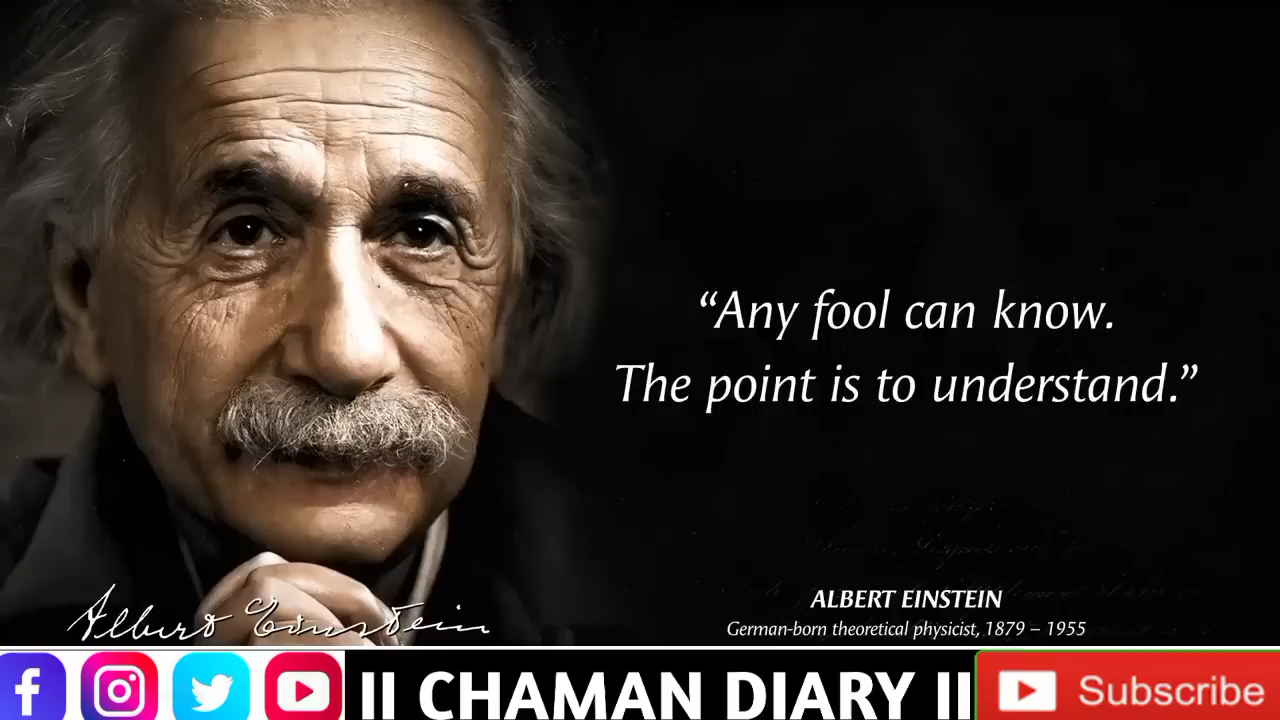 “Any fool can know.
The point is to understand.”
ALBERT EINSTEIN
German-born theoretical physicist, 1879 – 1955
Albert Einstein
II CHAMAN DIARY II
Subscribe